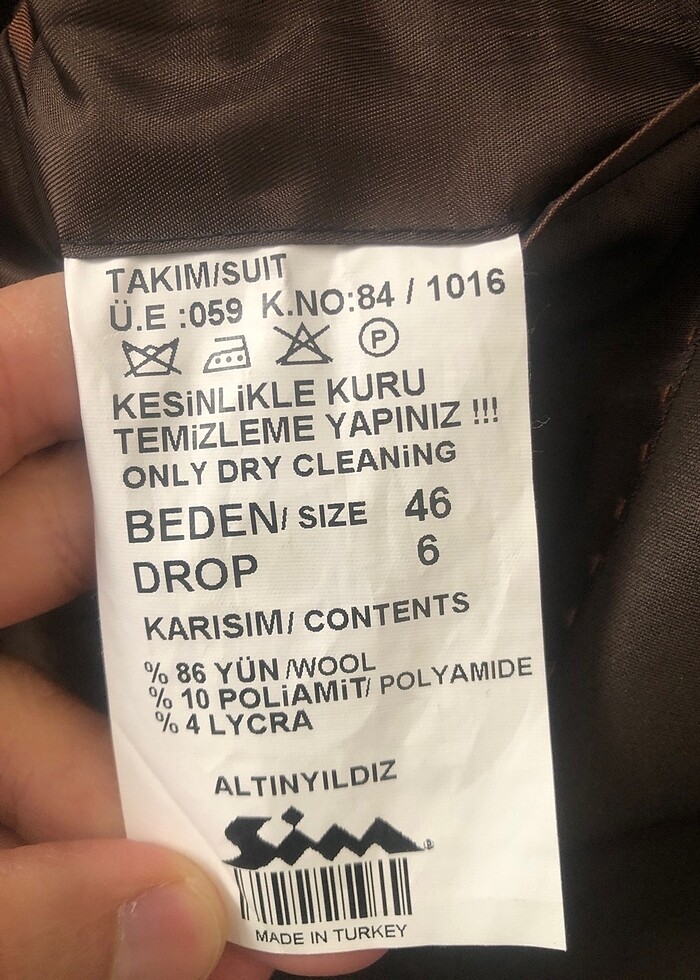 TAKIM/SUIT
Ü.E :059 K.NO:84 / 1016
P
KESiNLiKLE KURU
TEMiZLEME YAPINIZ !!!
ONLY DRY CLEANiNG
BEDEN/ SIZE 46
DROP 6
KARISIM/ CONTENTS
% 86 YÜN/WOOL
% 10 POLiAMiT/ POLYAMIDE
% 4 LYCRA
ALTINYILDIZ
Sim ®
MADE IN TURKEY